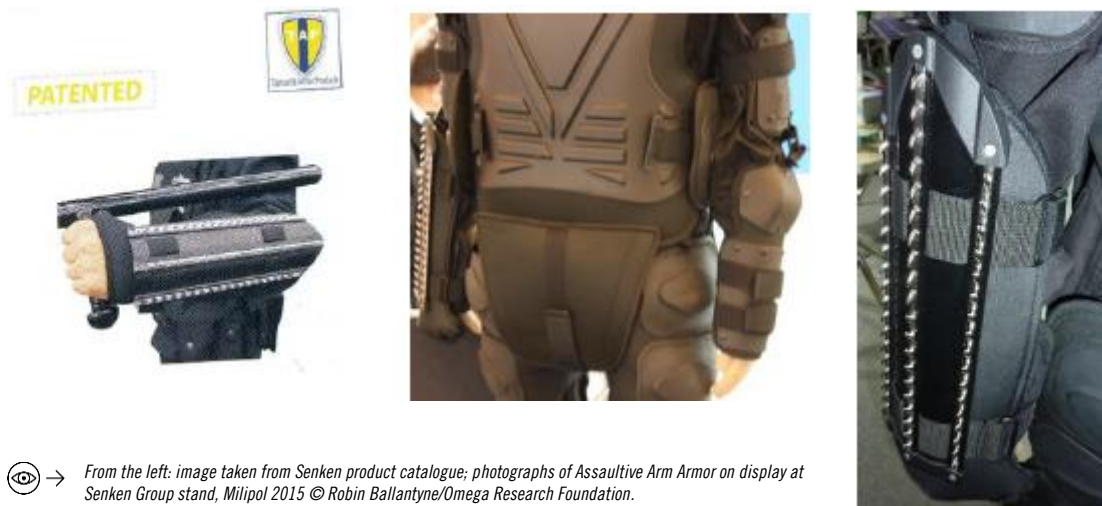 TAP
PATENTED
From the left: image taken from Senken product catalogue; photographs of Assaultive Arm Armor on display at
Senken Group stand, Milipol 2015 © Robin Ballantyne/Omega Research Foundation.